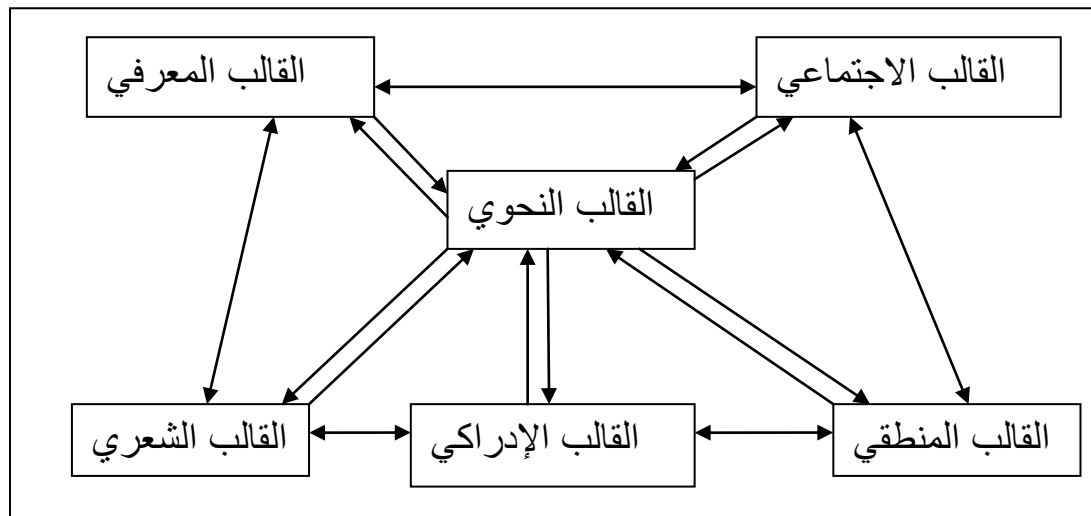 القالب الاجتماعي
القالب المعرفي
القالب النحوي
القالب المنطقي
القالب الإدراكي
القالب الشعري